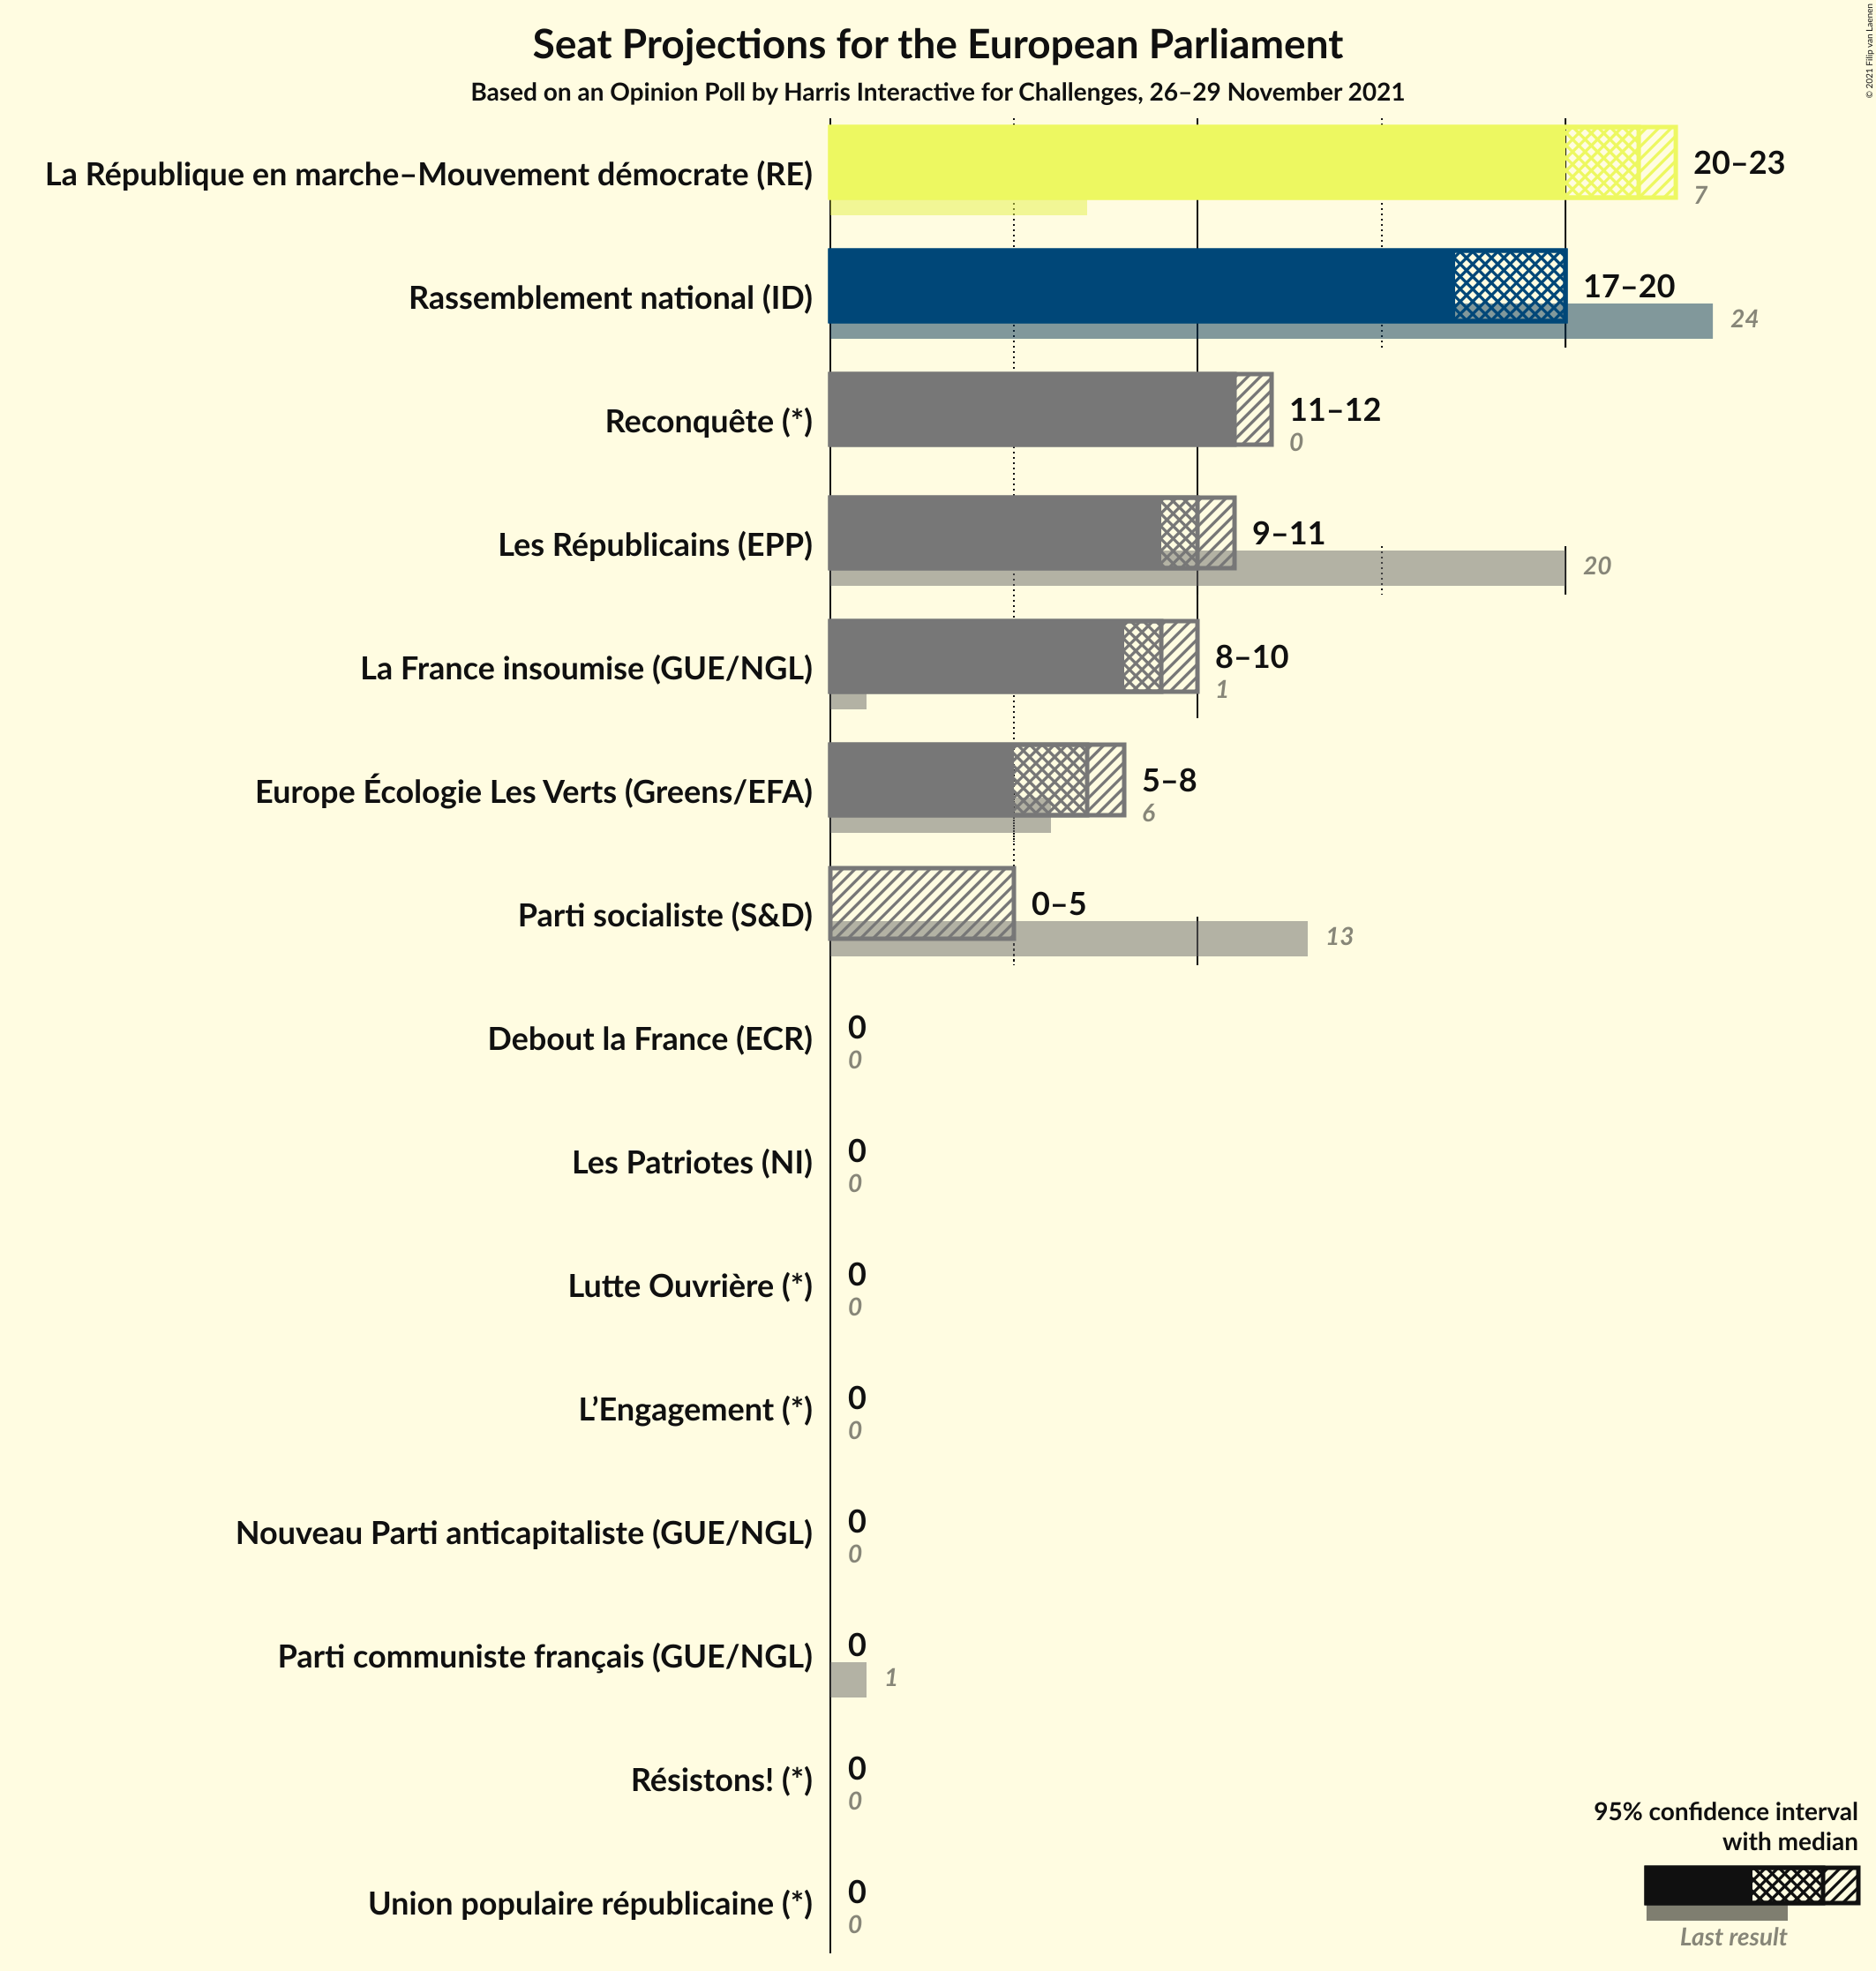 Seat Projections for the European Parliament
Based on an Opinion Poll by Harris Interactive for Challenges, 26–29 November 2021
© 2021 Filip van Laenen
La République en marche–Mouvement démocrate (RE)
20–23
7
Rassemblement national (ID)
17–20
24
Reconquête (*)
11–12
0
Les Républicains (EPP)
9–11
20
La France insoumise (GUE/NGL)
8–10
1
Europe Écologie Les Verts (Greens/EFA)
5–8
6
Parti socialiste (S&D)
0–5
13
Debout la France (ECR)
0
0
Les Patriotes (NI)
0
0
Lutte Ouvrière (*)
0
0
L’Engagement (*)
0
0
Nouveau Parti anticapitaliste (GUE/NGL)
0
0
Parti communiste français (GUE/NGL)
0
1
Résistons! (*)
0
0
Union populaire républicaine (*)
0
0
95% confidence interval
with median
Last result